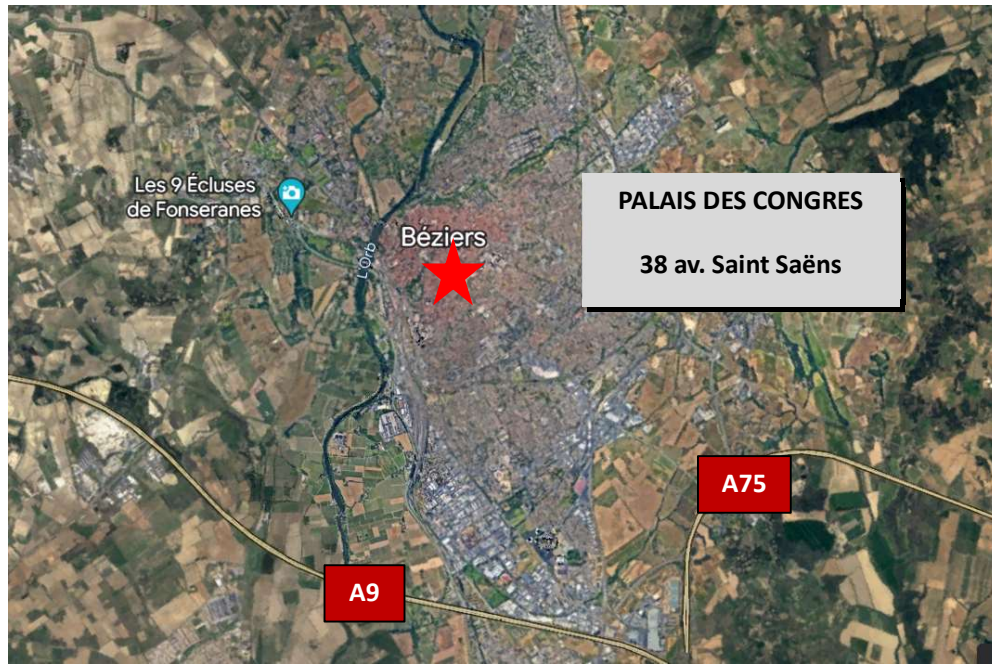 Les 9 Écluses
de Fonseranes
Béziers
L'Orb
PALAIS DES CONGRES
38 av. Saint Saëns
A75
A9